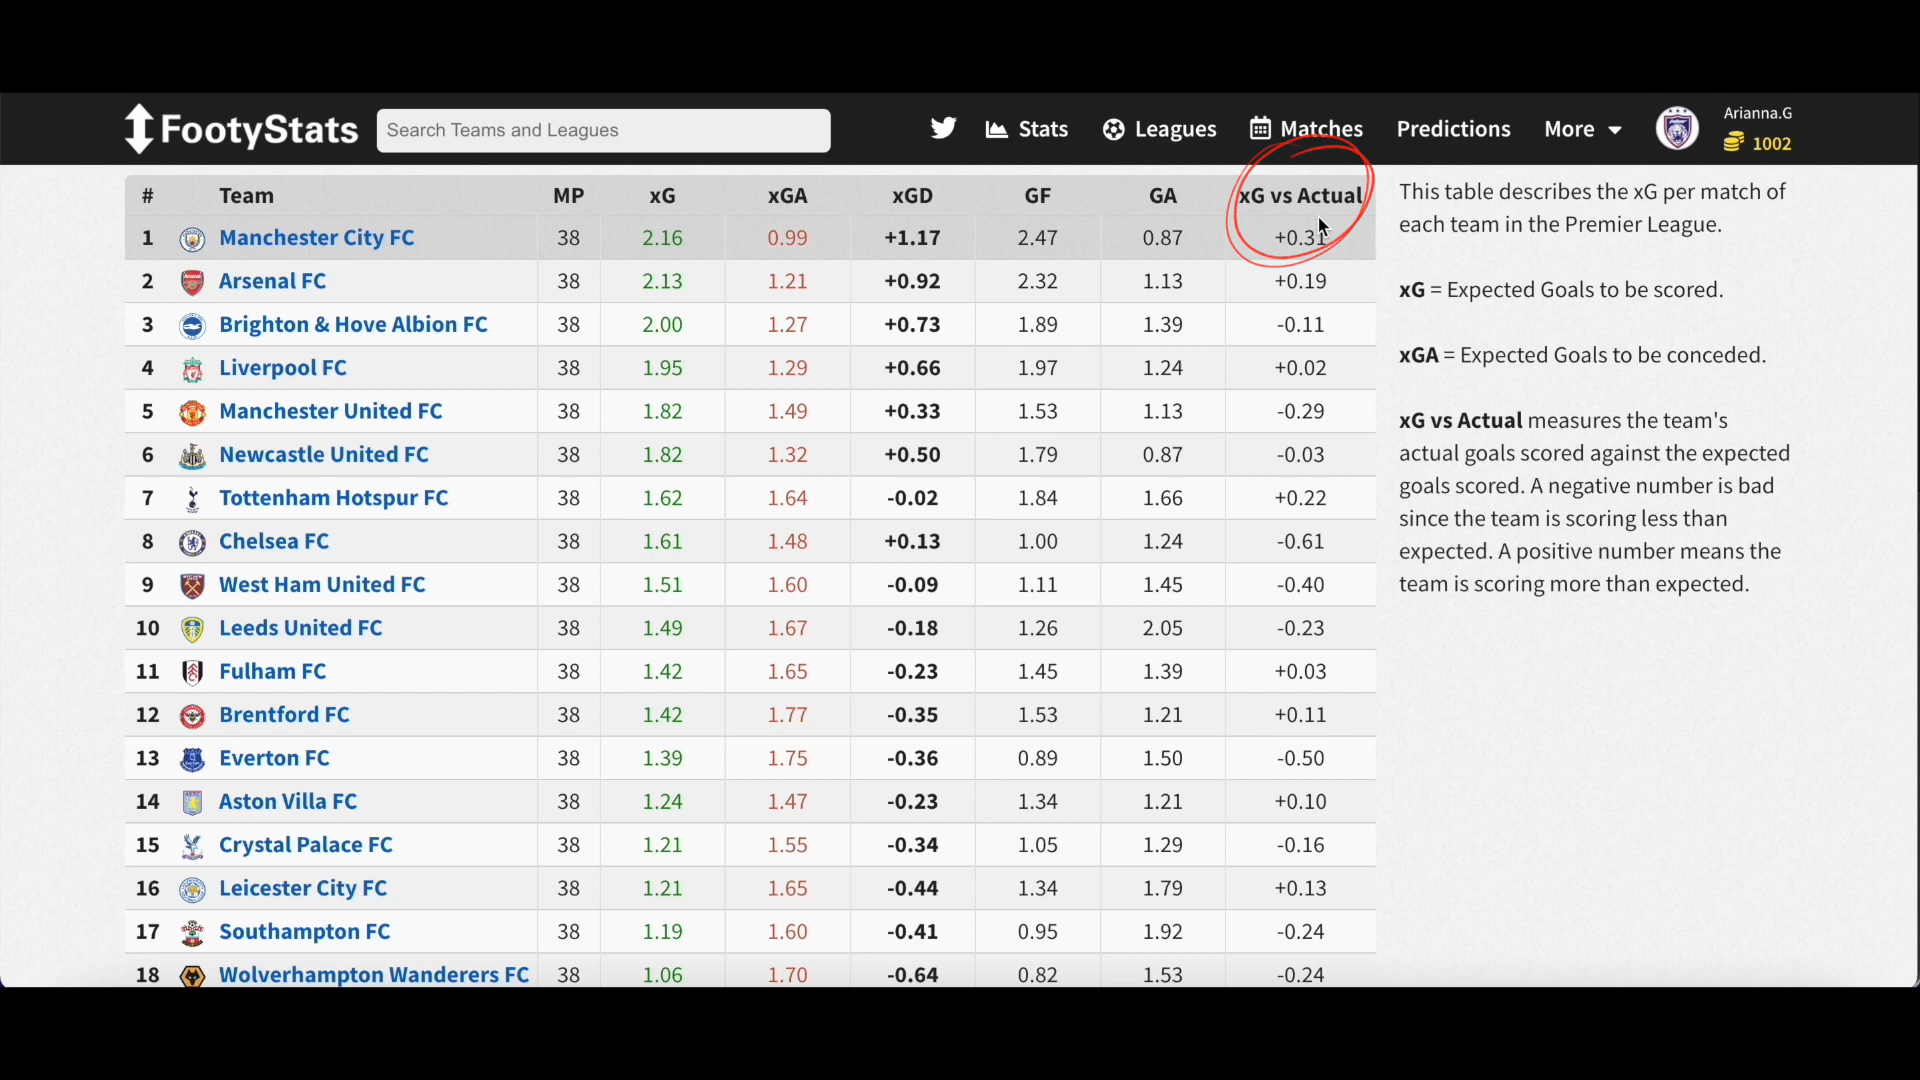 FootyStats
Search Teams and Leagues
Stats
Leagues
Matches
Predictions
More
Arianna.G
1002
# Team MP xG xGA xGD GF GA xG vs Actual
1 Manchester City FC 38 2.16 0.99 +1.17 2.47 0.87 +0.31
2 Arsenal FC 38 2.13 1.21 +0.92 2.32 1.13 +0.19
3 Brighton & Hove Albion FC 38 2.00 1.27 +0.73 1.89 1.39 -0.11
4 Liverpool FC 38 1.95 1.29 +0.66 1.97 1.24 +0.02
5 Manchester United FC 38 1.82 1.49 +0.33 1.53 1.13 -0.29
6 Newcastle United FC 38 1.82 1.32 +0.50 1.79 0.87 -0.03
7 Tottenham Hotspur FC 38 1.62 1.64 -0.02 1.84 1.66 +0.22
8 Chelsea FC 38 1.61 1.48 +0.13 1.00 1.24 -0.61
9 West Ham United FC 38 1.51 1.60 -0.09 1.11 1.45 -0.40
10 Leeds United FC 38 1.49 1.67 -0.18 1.26 2.05 -0.23
11 Fulham FC 38 1.42 1.65 -0.23 1.45 1.39 +0.03
12 Brentford FC 38 1.42 1.77 -0.35 1.53 1.21 +0.11
13 Everton FC 38 1.39 1.75 -0.36 0.89 1.50 -0.50
14 Aston Villa FC 38 1.24 1.47 -0.23 1.34 1.21 +0.10
15 Crystal Palace FC 38 1.21 1.55 -0.34 1.05 1.29 -0.16
16 Leicester City FC 38 1.21 1.65 -0.44 1.34 1.79 +0.13
17 Southampton FC 38 1.19 1.60 -0.41 0.95 1.92 -0.24
18 Wolverhampton Wanderers FC 38 1.06 1.70 -0.64 0.82 1.53 -0.24
This table describes the xG per match of
each team in the Premier League.
xG = Expected Goals to be scored.
xGA = Expected Goals to be conceded.
xG vs Actual measures the team's
actual goals scored against the expected
goals scored. A negative number is bad
since the team is scoring less than
expected. A positive number means the
team is scoring more than expected.